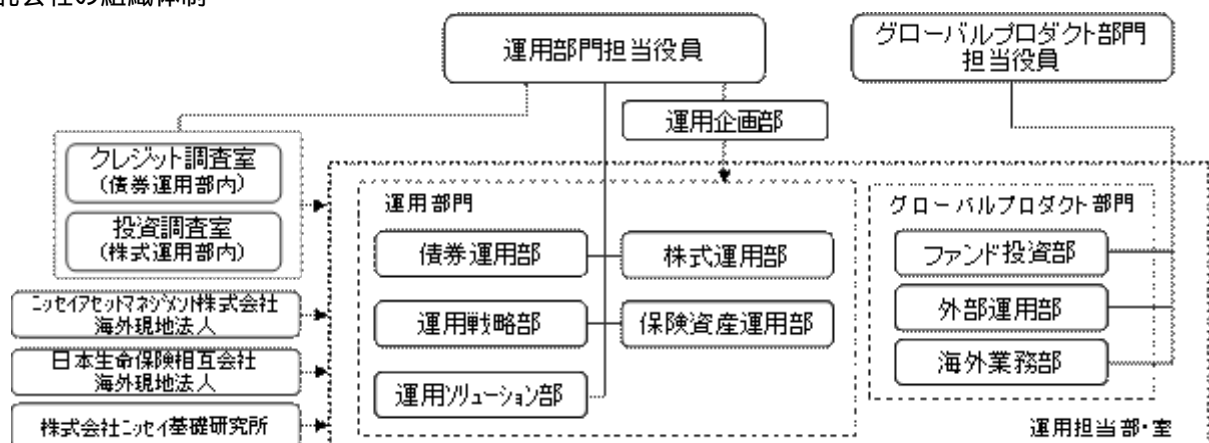 託会社の組織体制
運用部門担当役員
グローバルプロダクト部門
担当役員
運用企画部
クレジット調査室
(債券運用部内)
投資調査室
(株式運用部内)
運用部門
グローバルプロダクト部門
債券運用部
株式運用部
ファンド投資部
ニッセイアセットマネジメント株式会社
海外現地法人
運用戦略部
保険資産運用部
外部運用部
日本生命保険相互会社
海外現地法人
海外業務部
運用ソリューション部
株式会社ニッセイ基礎研究所
運用担当部・室